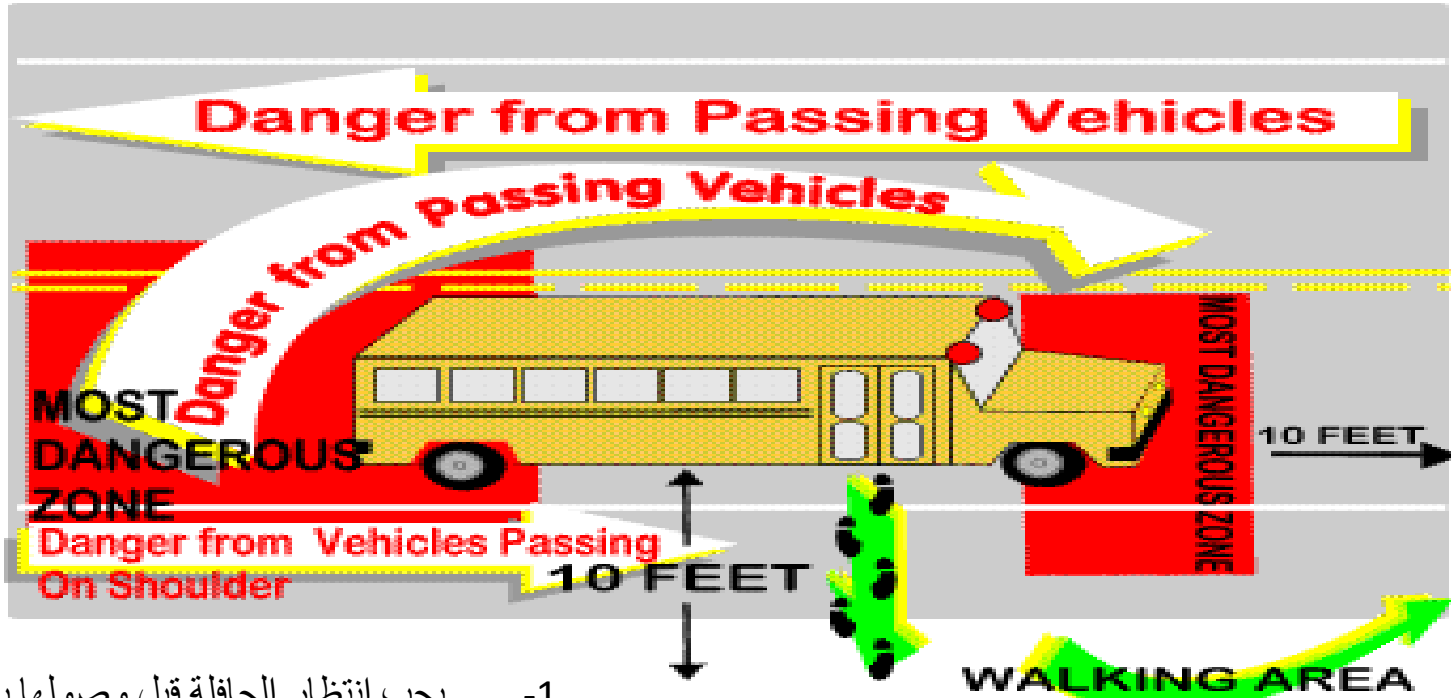 Danger from Passing Vehicles
Danger from Passing Vehicles
MOST
DANGEROUS
ZONE
MOST DANGEROUS ZONE
10 FEET
Danger from Vehicles Passing
On Shoulder
10 FEET
WALKING AREA
1- يجب انتظار الحافلة قبل وصولها